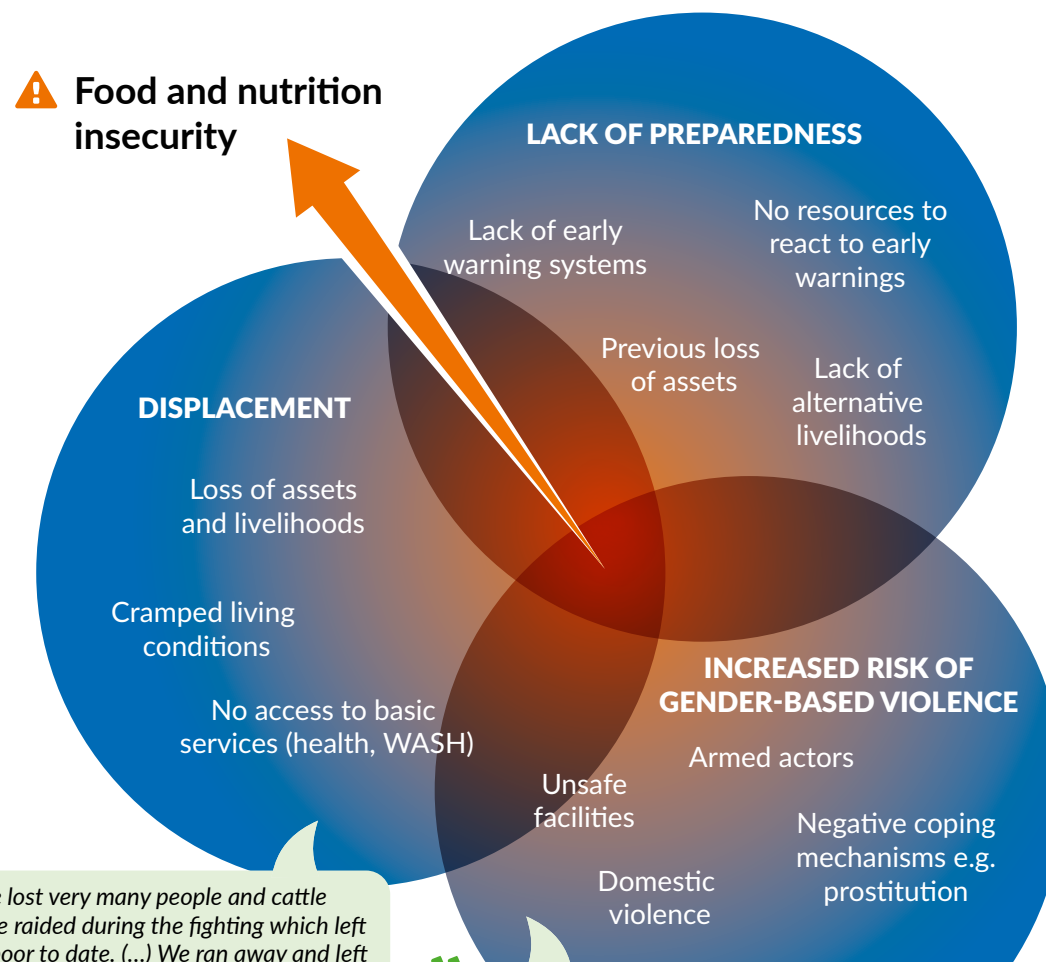 Food and nutrition
insecurity
LACK OF PREPAREDNESS
Lack of early
warning systems
No resources to
react to early
warnings
Previous loss
of assets
Lack of
alternative
livelihoods
DISPLACEMENT
Loss of assets
and livelihoods
Cramped living
conditions
No access to basic
services (health, WASH)
INCREASED RISK OF
GENDER-BASED VIOLENCE
Armed actors
Unsafe
facilities
Negative coping
mechanisms e.g.
prostitution
Domestic
violence
lost very many people and cattle
raided during the fighting which left
poor to date. (...) We ran away and left